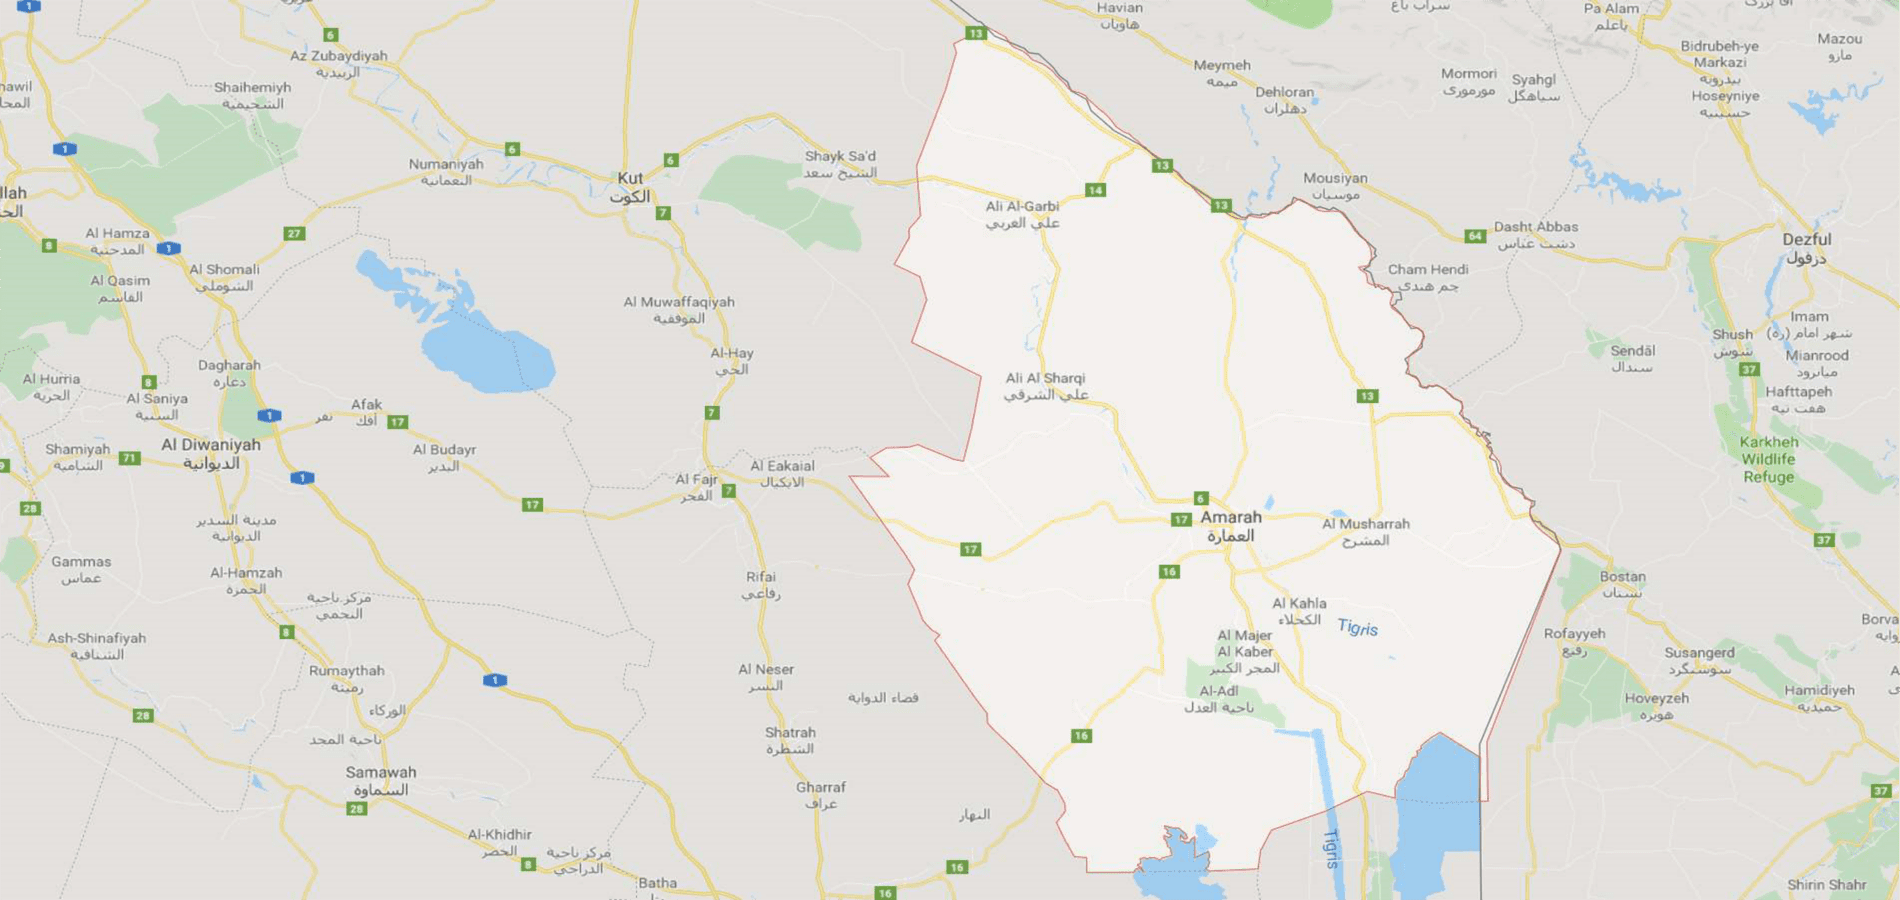 13
Havian
هاویان
سراب باغ
Pa Alam
باعلم
1
6
Az Zubaydiyah
الزبيدية
Shaihemiyh
الشحيمية
Meymeh
میمه
Dehloran
دهلران
Mormori
مورموری
Syahgl
سیاهگل
Bidrubeh-ye
Markazi
بیدروبه
Hoseyniye
حسینیه
Mazou
مازو
1
6
6
Numaniyah
النعمانية
Kut
الكوت
7
Shayk Sa'd
الشيخ سعد
14
13
13
Ali Al-Garbi
علي الغربي
Mousiyan
موسیان
64
Dasht Abbas
دشت عباس
Dezful
دزفول
8
Al Hamza
المدحتية
1
27
Al Shomali
الشوملي
Al Qasim
القاسم
Al Muwaffaqiyah
الموفقية
Cham Hendi
چم هندی
Imam
شهر امام (ره)
Shush
شوش
Mianrood
میانرود
37
Sendāl
سندال
Hafttapeh
هفت تپه
Dagharah
دغارة
Al-Hay
الحي
Al Hurria
الحرية
8
Al Saniya
السنية
1
نفر
Afak
أفك
17
7
Ali Al Sharqi
علي الشرقي
13
Karkheh
Wildlife
Refuge
Shamiyah
الشامية
71
Al Diwaniyah
الديوانية
Al Budayr
البدير
1
Al Fajr
الفجر
7
Al Eakaial
الايكيال
28
17
6
17
Amarah
العمارة
Al Musharrah
المشرح
مدينة السدير
الديوانية
17
37
Gammas
غماس
Al-Hamzah
الحمزة
16
Rifai
رفاعي
Bostan
بستان
مركز ناحية
النجمي
8
Al Kahla
الكحلاء
Tigris
Ash-Shinafiyah
الشنافية
Al Majer
Al Kaber
المجر الكبير
Rofayyeh
رفیع
Susangerd
سوسنگرد
Rumaythah
رميثة
1
Al Neser
النسر
قضاء الدواية
Al-Adl
ناحية العدل
Hoveyzeh
هویزه
Hamidiyeh
حمیدیه
28
الوركاء
ناحية المجد
Shatrah
الشطرة
16
Samawah
السماوة
28
Gharraf
غراف
النهار
37
Al-Khidhir
الخضر
8
مركز ناحية
الدراجي
Tigris
16
Batha
16
Shirin Shahr